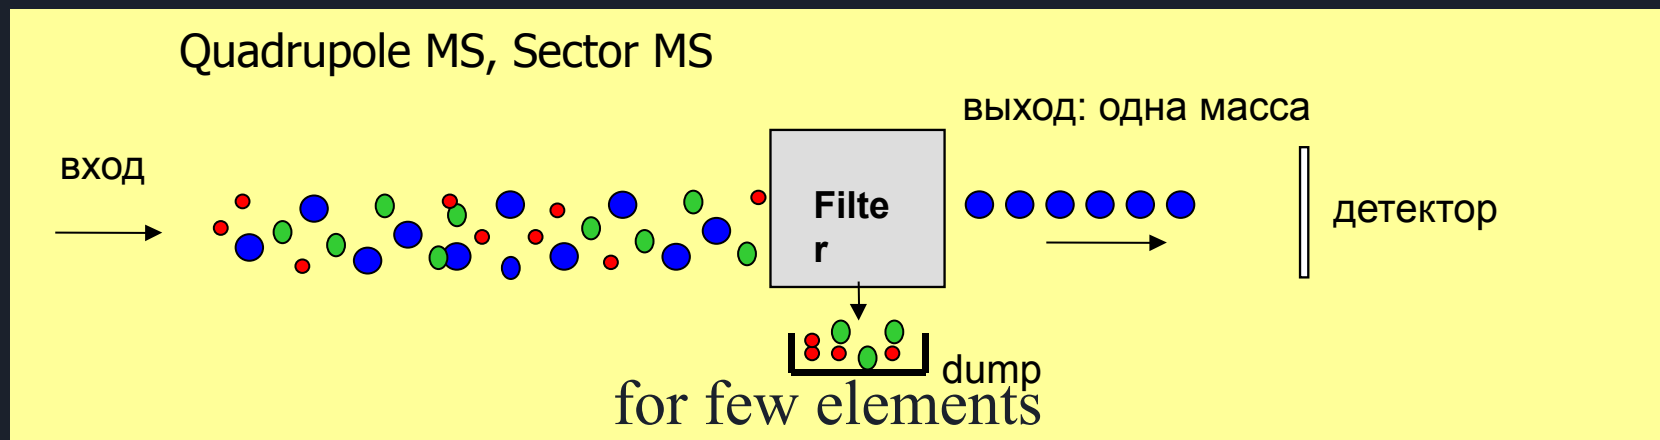 Quadrupole MS, Sector MS
выход: одна масса
вход
Filte
r
детектор
dump
for few elements